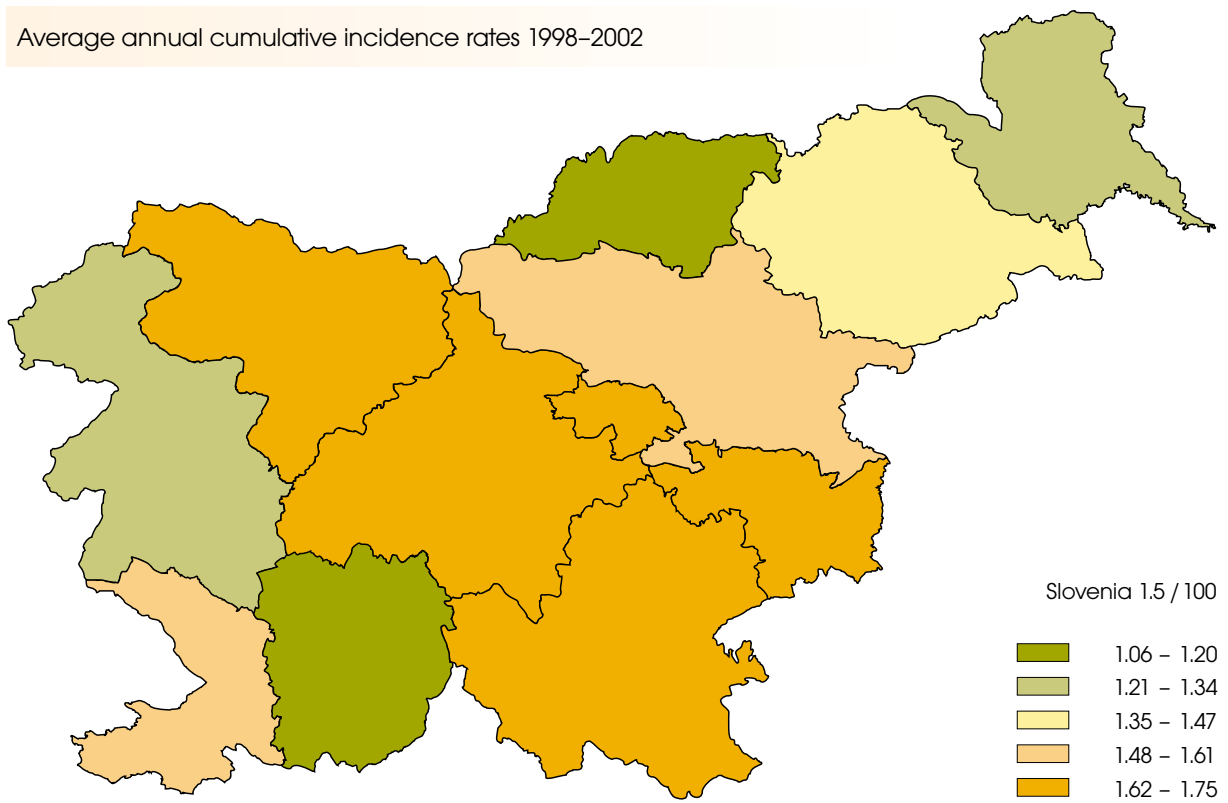 Average annual cumulative incidence rates 1998–2002
Slovenia 1.5 / 100
1.06 – 1.20
1.21 – 1.34
1.35 – 1.47
1.48 – 1.61
1.62 – 1.75